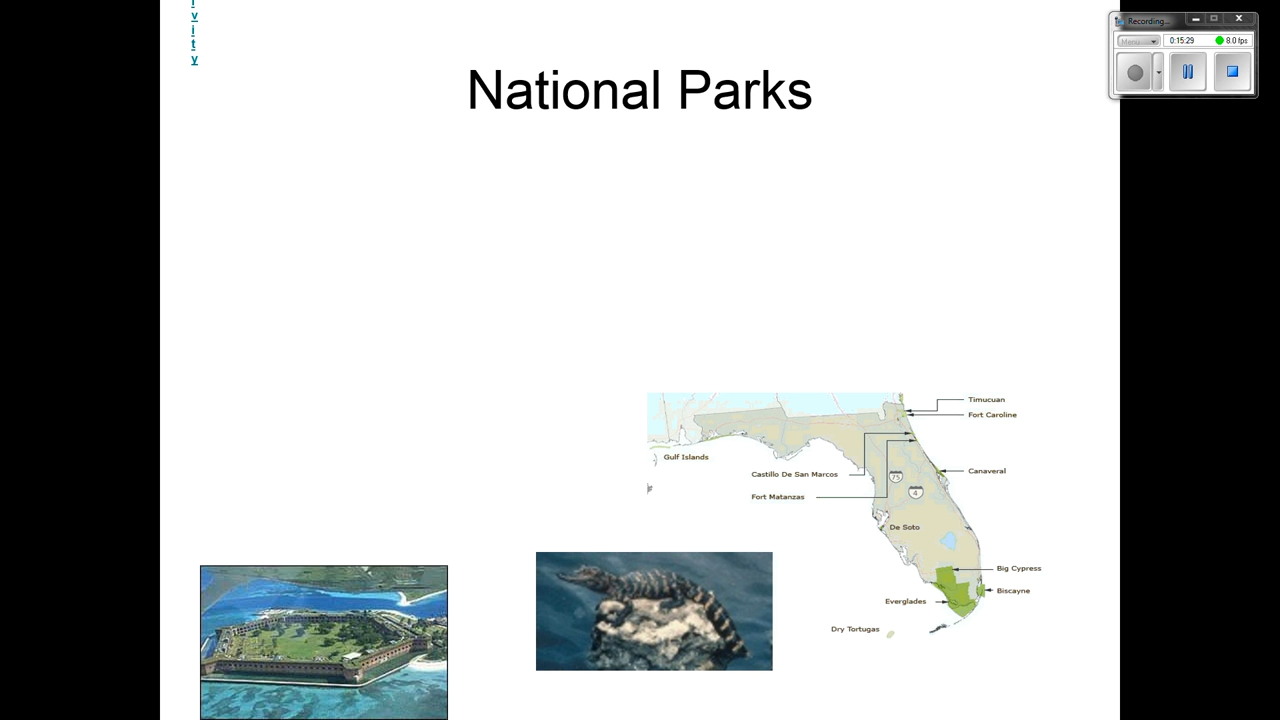 i
v
i
t
y
National Parks
Recording...
Menu
0:15:29
8.0 fps
Timucuan
Fort Caroline
Gulf Islands
Castillo De San Marcos
Canaveral
75
4
Fort Matanzas
De Soto
Big Cypress
Biscayne
Everglades
Dry Tortugas